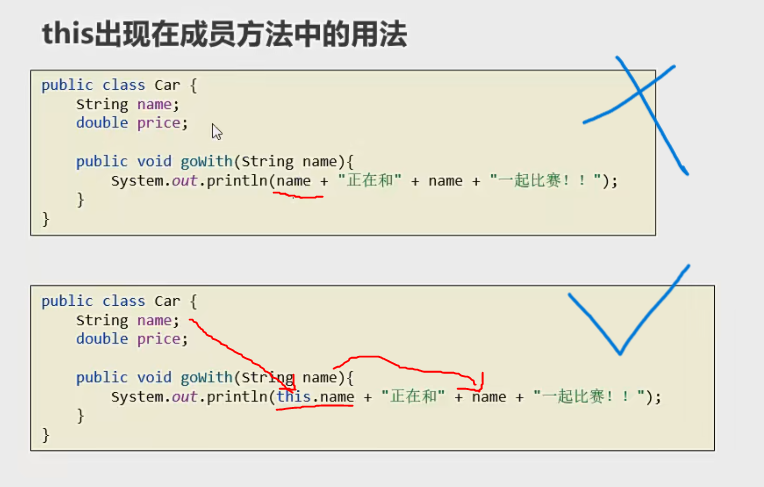 this出现在成员方法中的用法
public class Car {
String name;
double price;
public void goWith(String name){
System.out.println(name + "正在和" + name + "一起比赛！！");
}
}
public class Car {
String name;
double price;
public void goWith(String name){
System.out.println(this.name + "正在和" + name + "一起比赛！！");
}
}